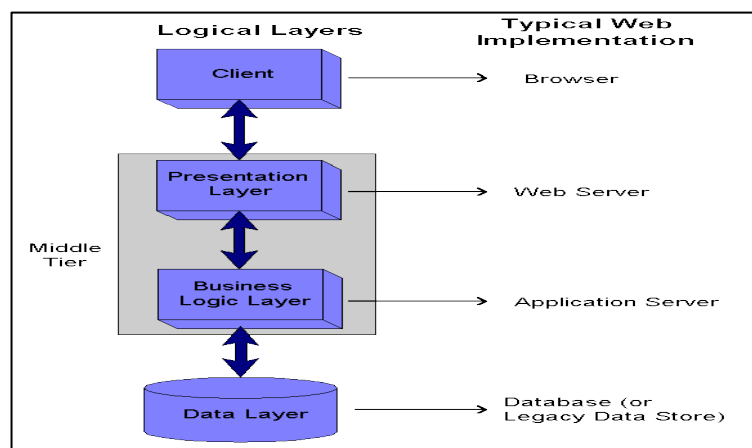 Logical Layers
Typical Web
Implementation
Client
Browser
Presentation
Layer
Web Server
Middle
Tier
Business
Logic Layer
Application Server
Data Layer
Database (or
Legacy Data Store)